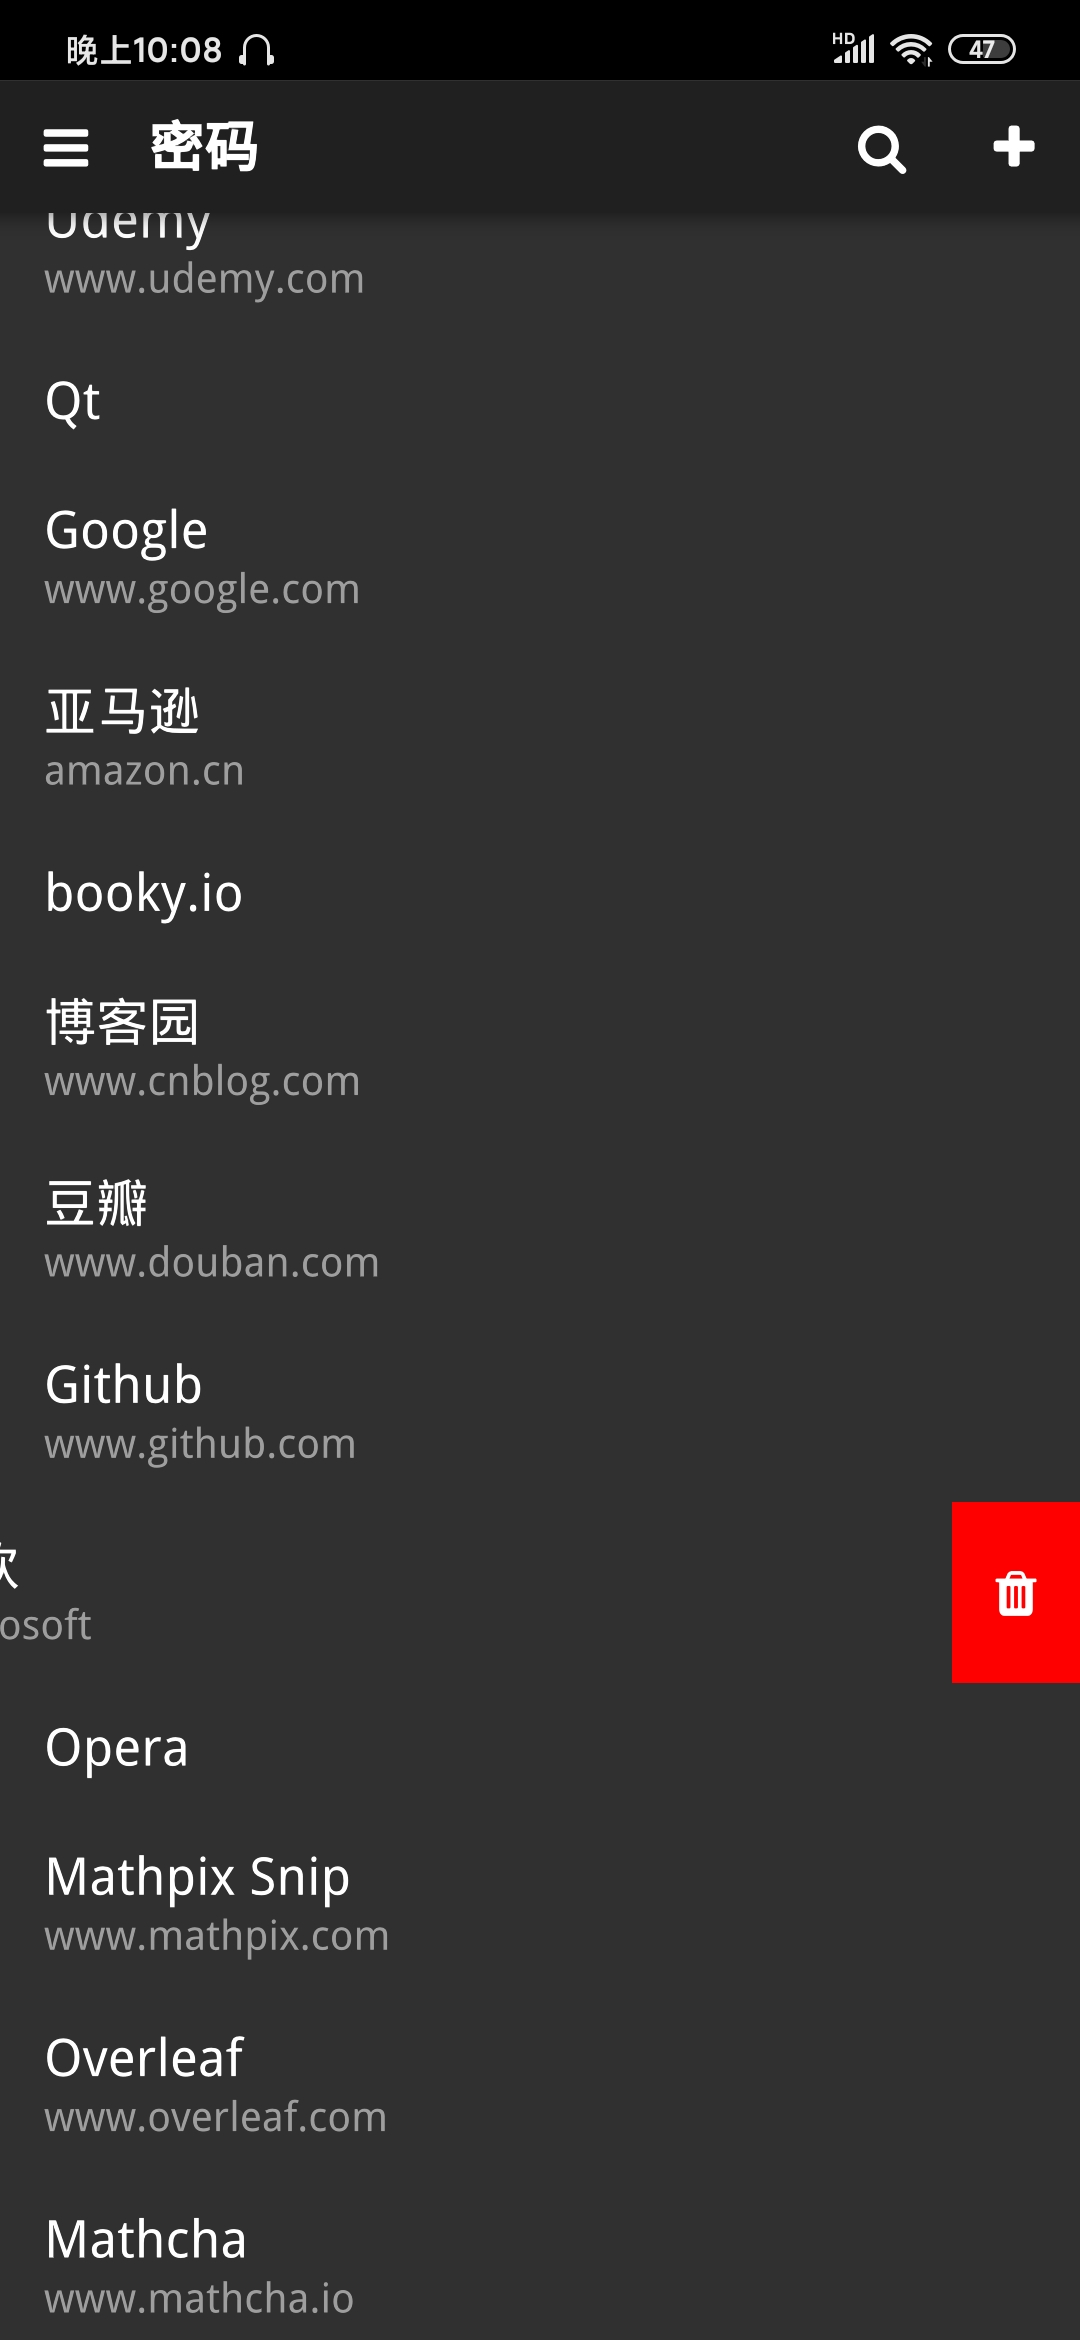 晚上10:08
HD
47
密码
Udemy
www.udemy.com
Qt
Google
www.google.com
亚马逊
amazon.cn
booky.io
博客园
www.cnblog.com
豆瓣
www.douban.com
Github
www.github.com
osoft
Opera
Mathpix Snip
www.mathpix.com
Overleaf
www.overleaf.com
Mathcha
www.mathcha.io